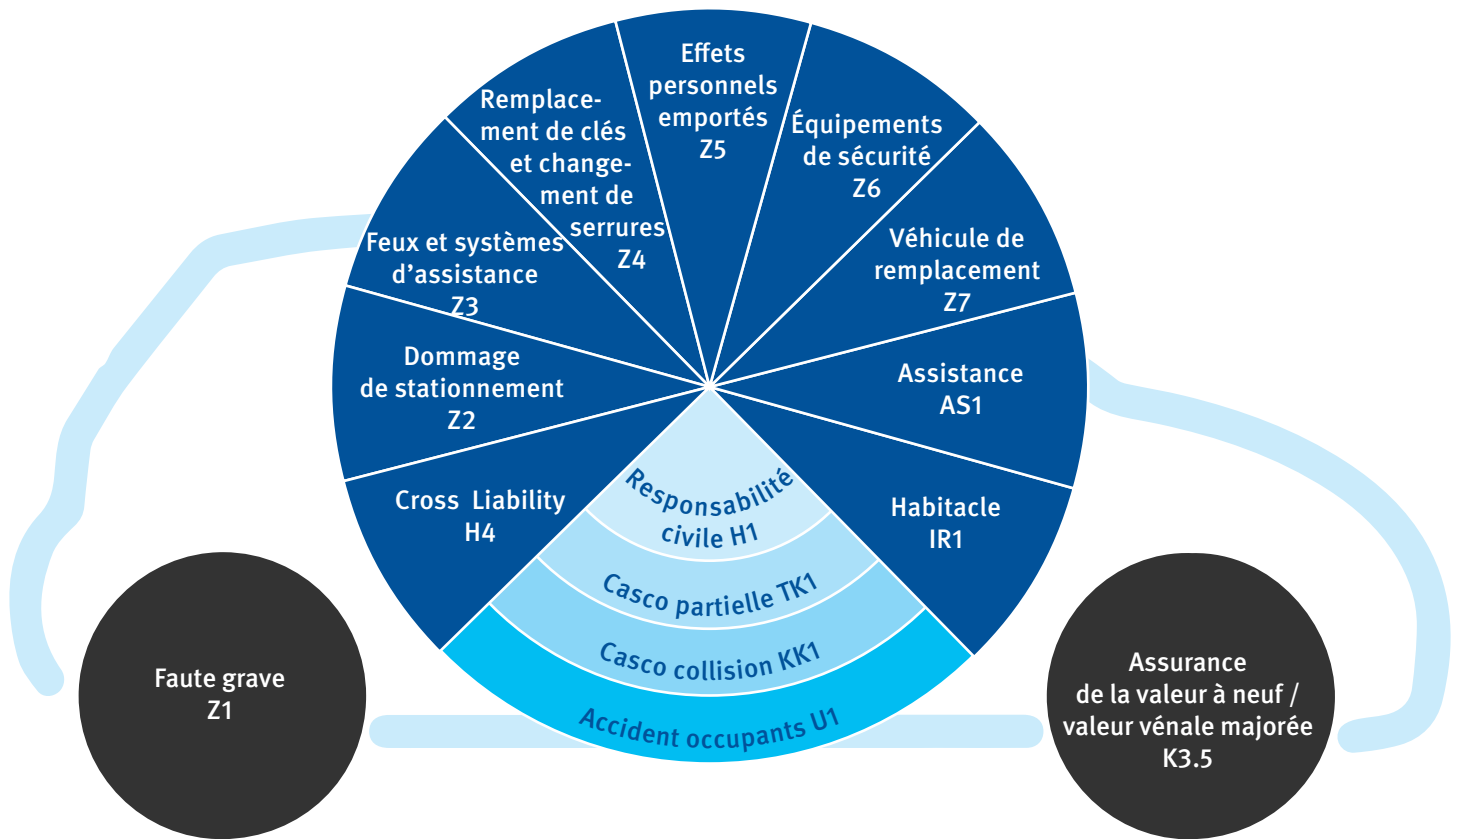 Effets
personnels
emportés
Z5
Remplace-
ment de clés
et change-
ment de
serrures
Z4
Équipements
de sécurité
Z6
Feux et systèmes
d’assistance
Z3
Véhicule de
remplacement
Z7
Dommage
de stationnement
Z2
Assistance
AS1
Cross Liability
H4
Habitacle
IR1
Responsabilité
civile H1
Casco partielle TK1
Casco collision KK1
Accident occupants U1
Faute grave
Z1
Assurance
de la valeur à neuf /
valeur vénale majorée
K3.5